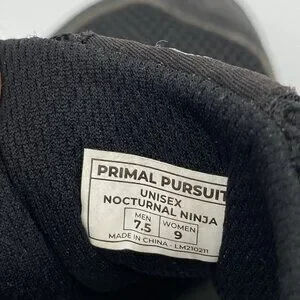 PRIMAL PURSUIT
UNISEX
NOCTURNAL NINJA
MEN WOMEN
7.5 9
MADE IN CHINA - LM210211